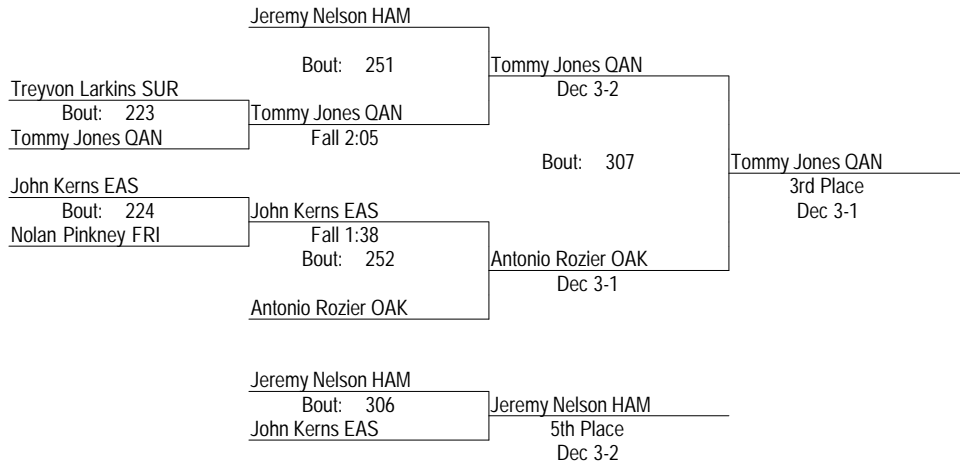 Jeremy Nelson HAM
Bout: 251
Tommy Jones QAN
Dec 3-2
Treyvon Larkins SUR
Bout: 223
Tommy Jones QAN
Tommy Jones QAN
Fall 2:05
Bout: 307
Tommy Jones QAN
3rd Place
Dec 3-1
John Kerns EAS
Bout: 224
Nolan Pinkney FRI
John Kerns EAS
Fall 1:38
Bout: 252
Antonio Rozier OAK
Dec 3-1
Antonio Rozier OAK
Jeremy Nelson HAM
Bout: 306
John Kerns EAS
Jeremy Nelson HAM
5th Place
Dec 3-2